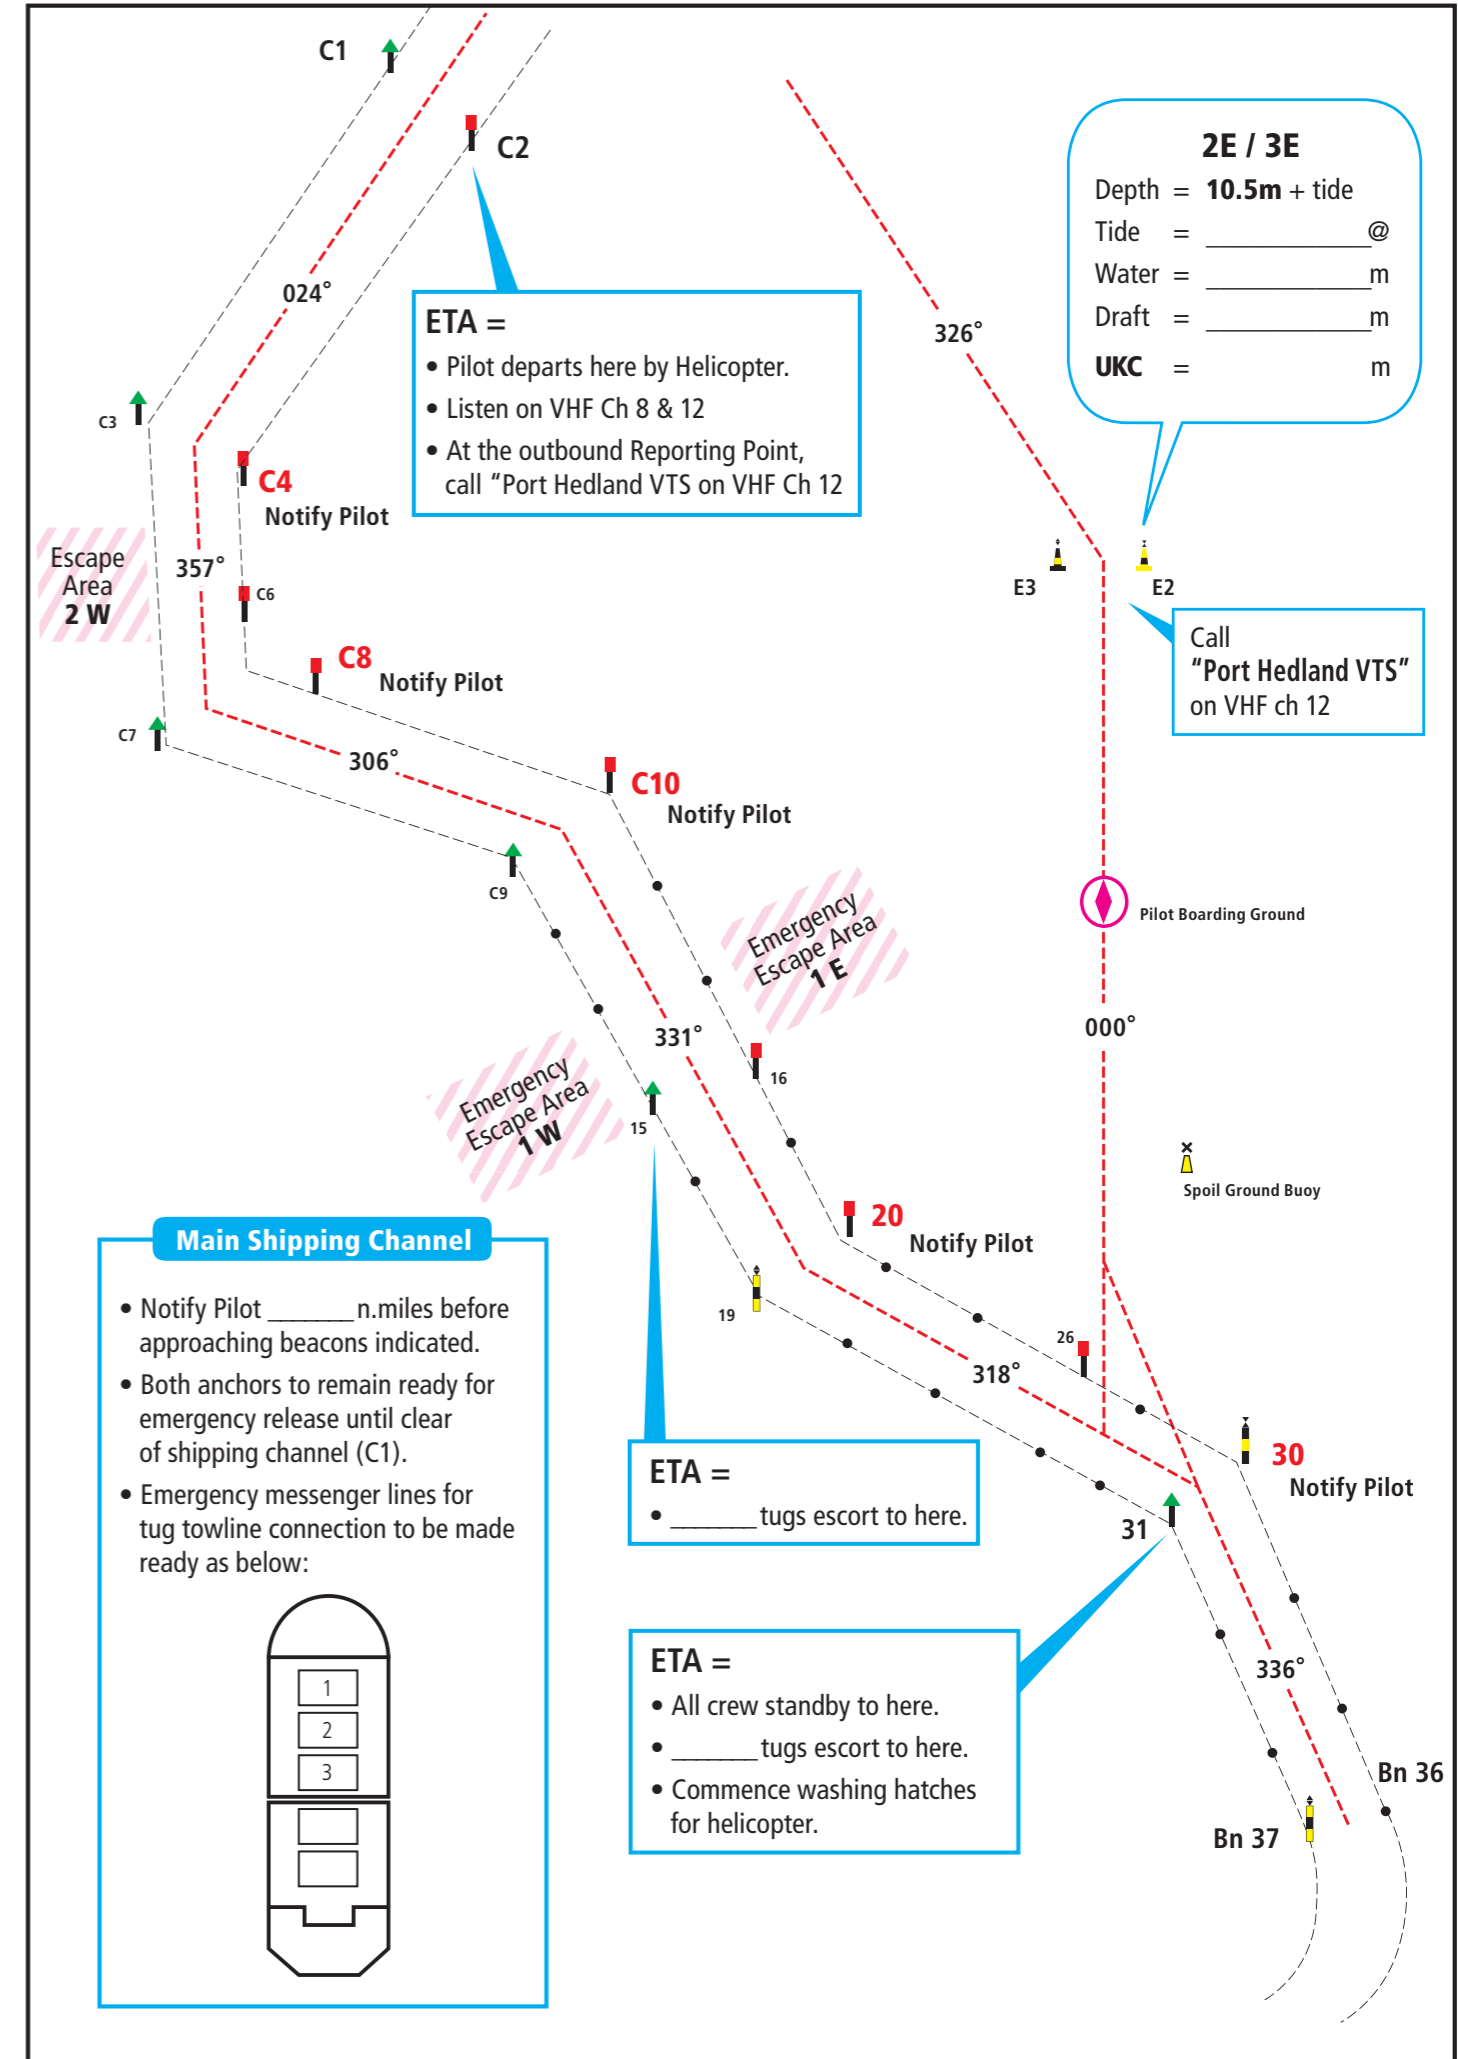 C1
C2
2E / 3E
Depth = 10.5m + tide
Tide = ____________@
Water = ____________m
Draft = ____________m
UKC = m
024°
ETA =
• Pilot departs here by Helicopter.
• Listen on VHF Ch 8 & 12
• At the outbound Reporting Point,
call “Port Hedland VTS on VHF Ch 12
326°
C3
C4
Notify Pilot
Escape
Area
2 W
357°
C6
E3
E2
Call
“Port Hedland VTS”
on VHF ch 12
C8
Notify Pilot
C7
306°
C10
Notify Pilot
C9
Emergency
Escape Area
1 E
Pilot Boarding Ground
331°
000°
16
Emergency
Escape Area
1 W
15
Spoil Ground Buoy
20
Notify Pilot
19
26
318°
30
Notify Pilot
31
Main Shipping Channel
• Notify Pilot ______ n.miles before
approaching beacons indicated.
• Both anchors to remain ready for
emergency release until clear
of shipping channel (C1).
• Emergency messenger lines for
tug towline connection to be made
ready as below:
1
2
3
ETA =
• ______ tugs escort to here.
ETA =
• All crew standby to here.
• ______ tugs escort to here.
• Commence washing hatches
for helicopter.
336°
Bn 36
Bn 37